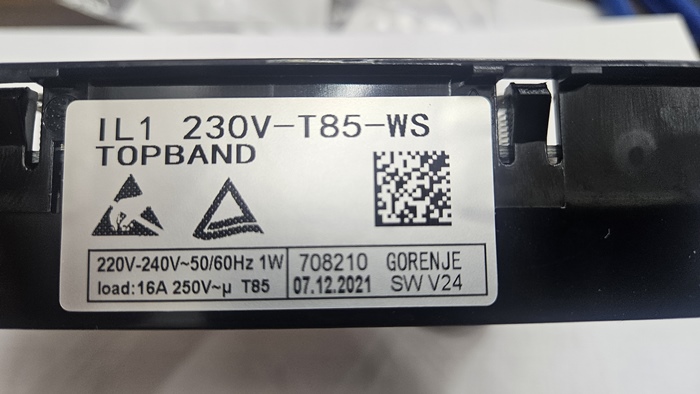 IL1 230V-T85-WS
TOPBAND
220V-240V~50/60Hz 1W
load:16A 250V~µ T85
708210 GORENJE
07.12.2021 SW V24